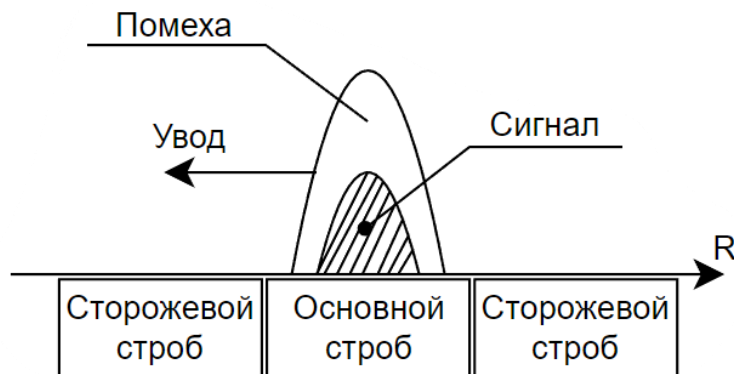 Помеха
Увод
Сигнал
R
Сторожевой
строб
Основной
строб
Сторожевой
строб